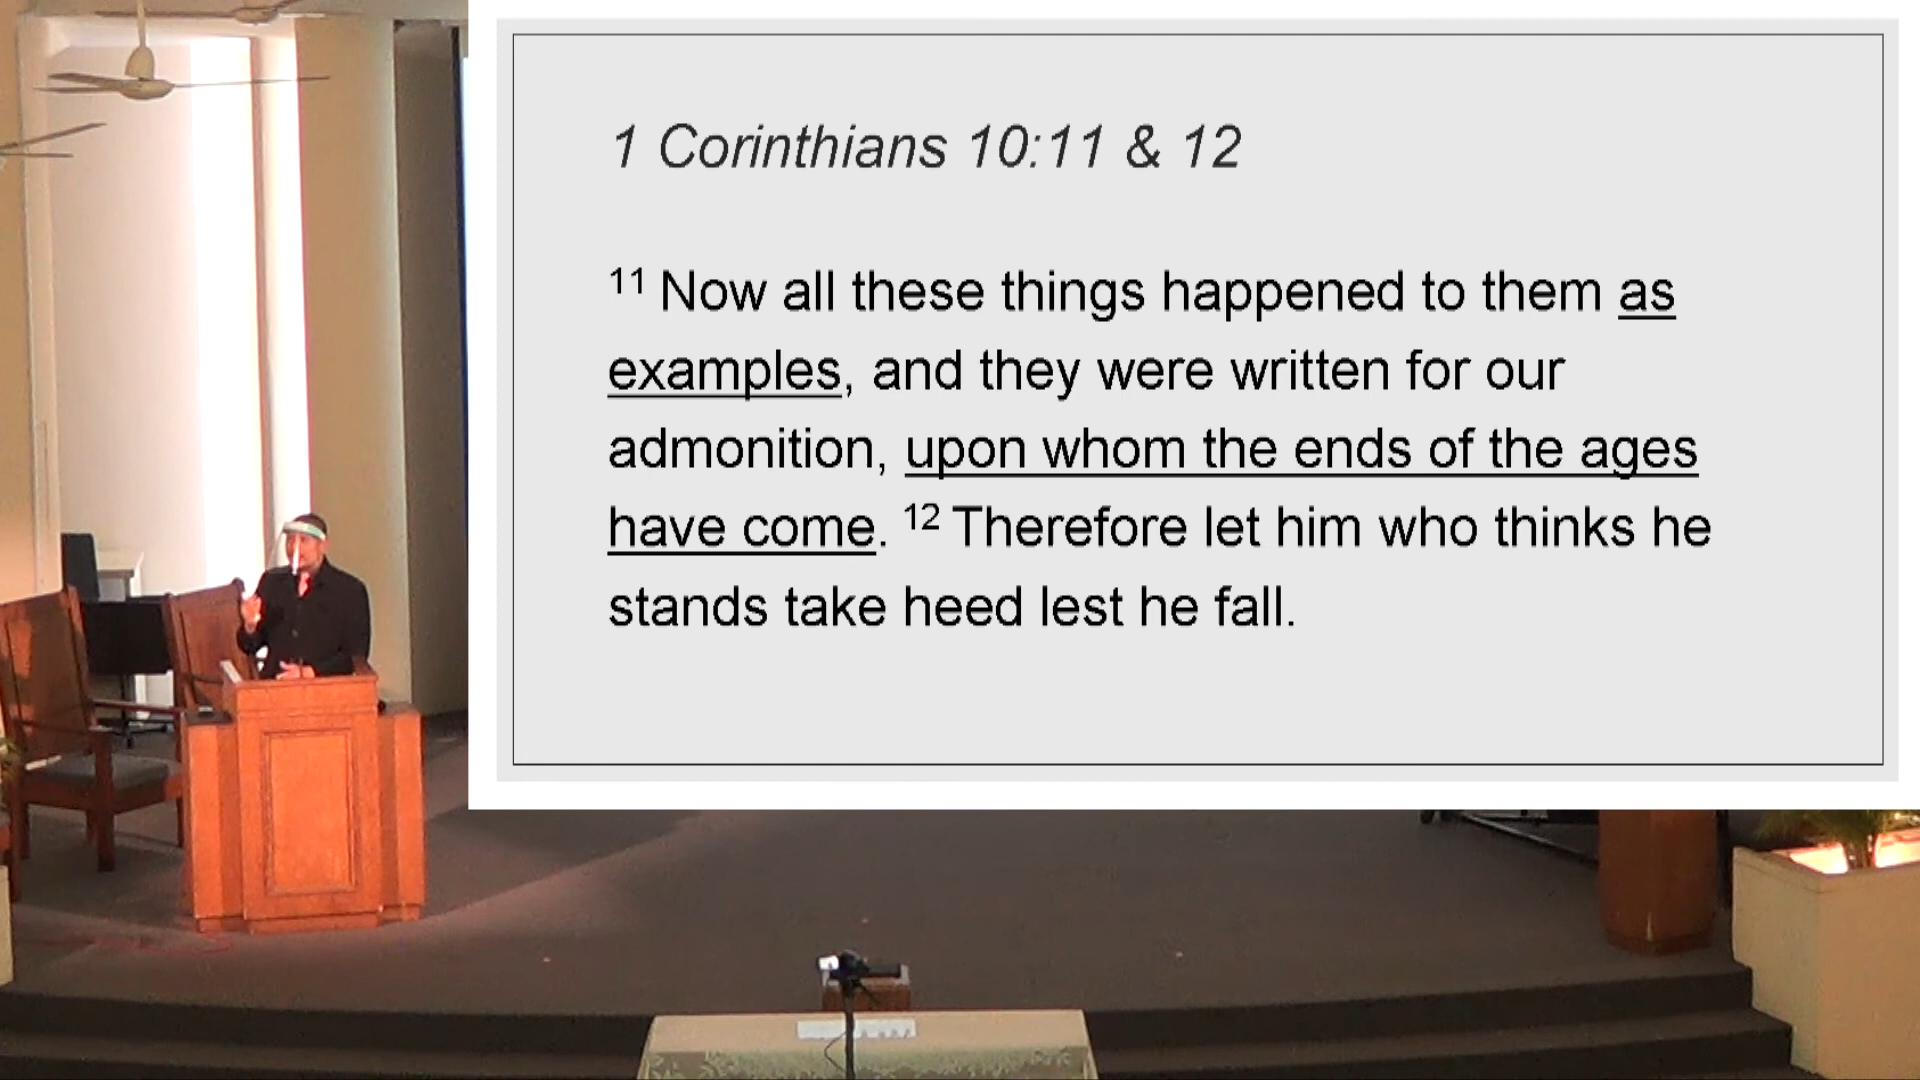 1 Corinthians 10:11 & 12
11 Now all these things happened to them as
examples, and they were written for our
admonition, upon whom the ends of the ages
have come. 12 Therefore let him who thinks he
stands take heed lest he fall.